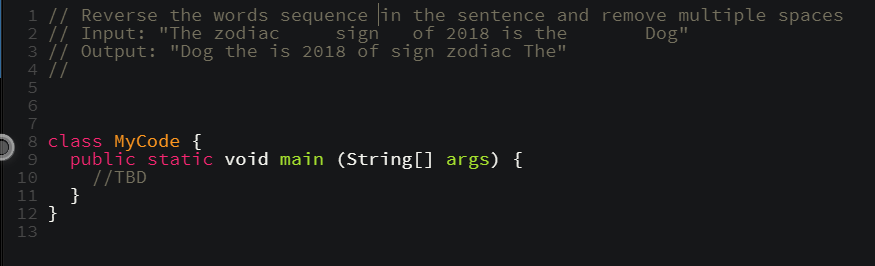 1 // Reverse the words sequence in the sentence and remove multiple spaces
2 // Input: "The zodiac     sign   of 2018 is the       Dog"
3 // Output: "Dog the is 2018 of sign zodiac The"
4 //
5
6
7
8 class MyCode {
9   public static void main (String[] args) {
10     //TBD
11   }
12 }
13